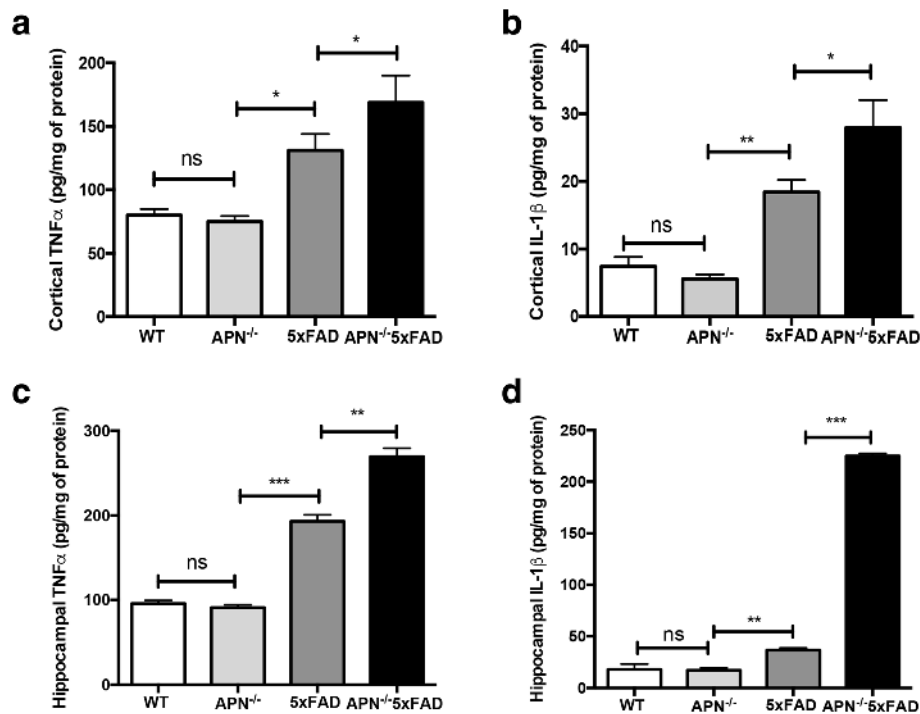 a
Cortical TNFα (pg/mg of protein)
200
150
100
50
0
ns
*
*
WT
APN-/-
5xFAD
APN-/-5xFAD
b
Cortical IL-1β (pg/mg of protein)
40
30
20
10
0
ns
**
*
WT
APN-/-
5xFAD
APN-/-5xFAD
c
Hippocampal TNFα (pg/mg of protein)
300
200
100
0
ns
***
**
WT
APN-/-
5xFAD
APN-/-5xFAD
d
Hippocampal IL-1β (pg/mg of protein)
250
200
150
100
50
0
ns
**
***
WT
APN-/-
5xFAD
APN-/-5xFAD